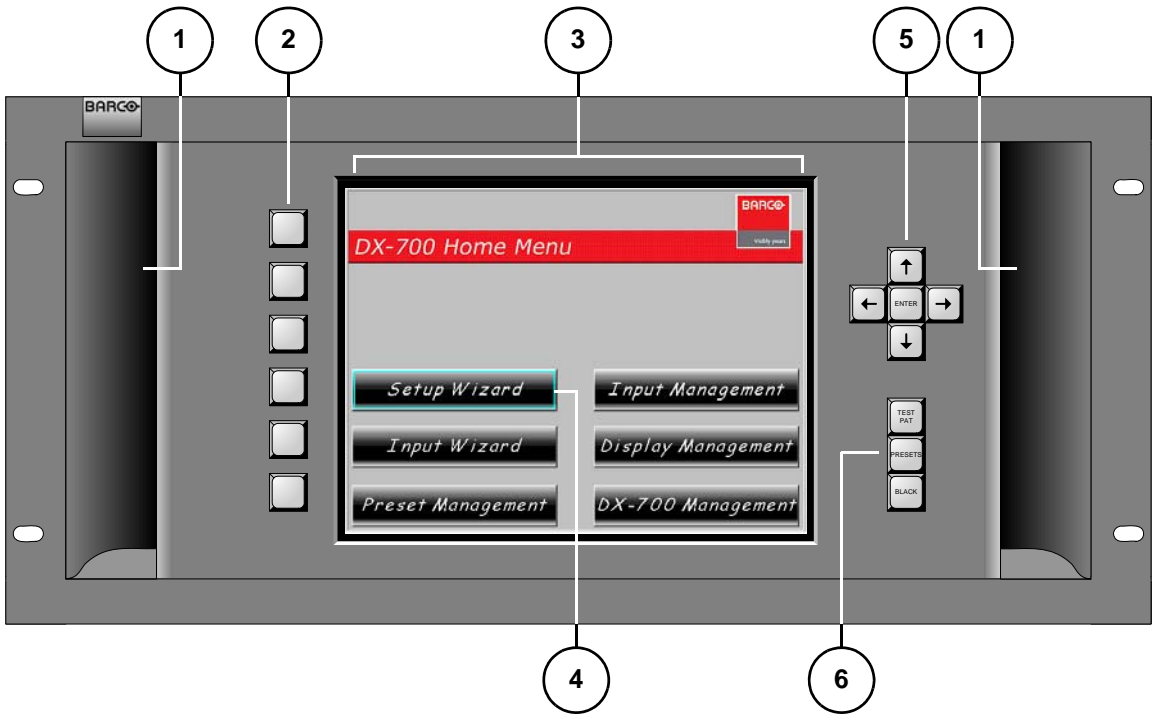 1
2
3
5
1
BARCO
BARCO
Visibly yours
DX-700 Home Menu
ENTER
Setup Wizard
Input Management
TEST
PAT
Input Wizard
Display Management
PRESETS
Preset Management
DX-700 Management
BLACK
4
6